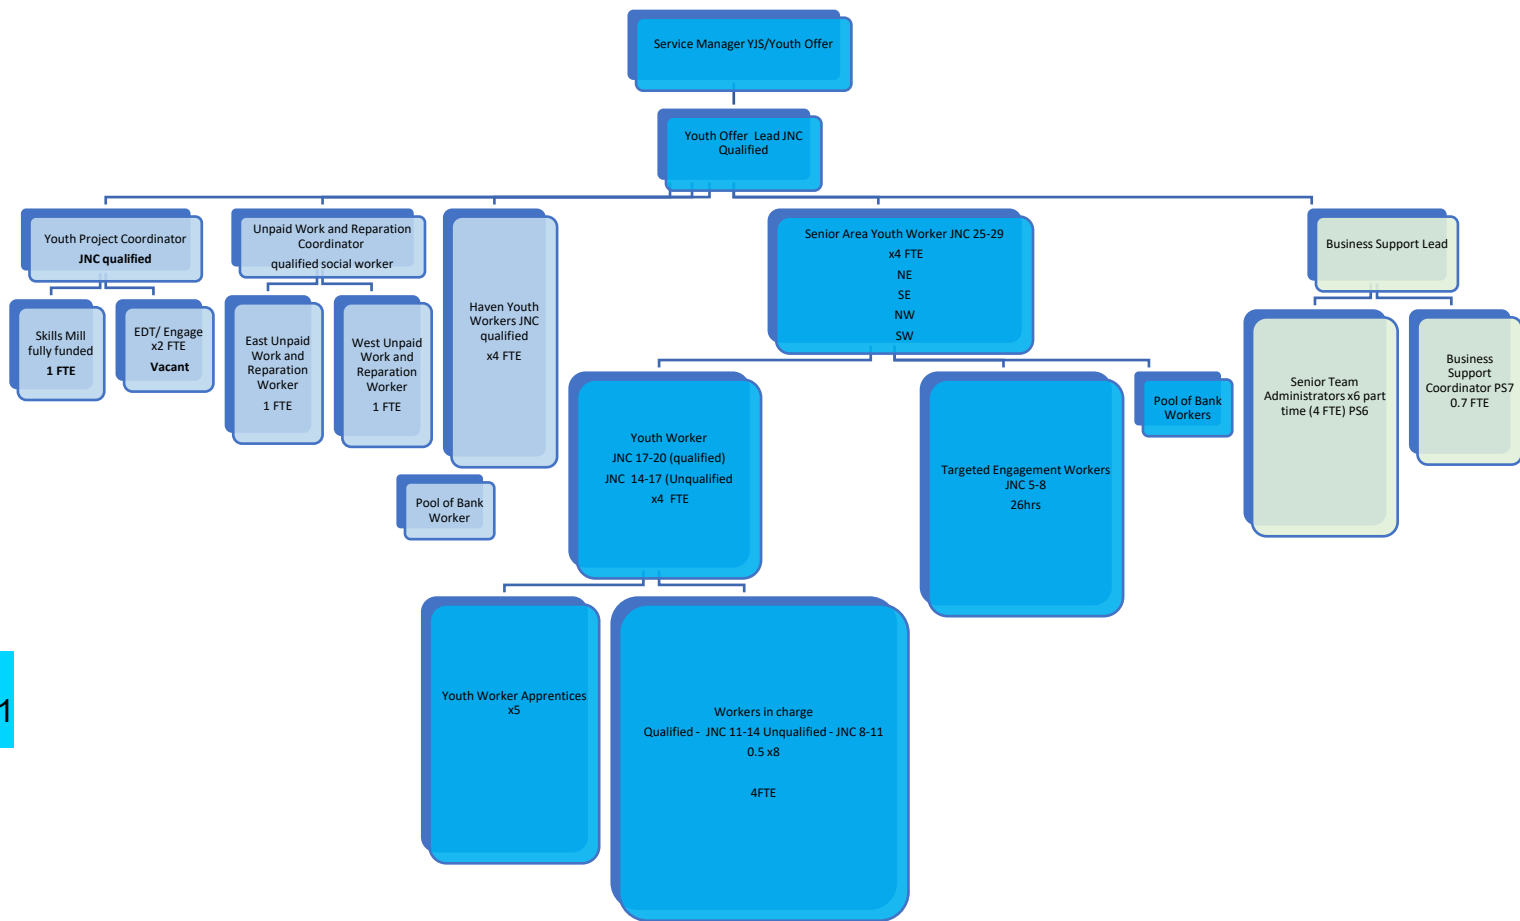 Service Manager YJS/Youth Offer
Youth Offer  Lead JNC
Qualified
Youth Project Coordinator
JNC qualified
Unpaid Work and Reparation
Coordinator
qualified social worker
Haven Youth
Workers JNC
qualified
x4 FTE
Senior Area Youth Worker JNC 25-29
x4 FTE
NE
SE
NW
SW
Business Support Lead
Skills Mill
fully funded
1 FTE
EDT/ Engage
x2 FTE
Vacant
East Unpaid
Work and
Reparation
Worker
1 FTE
West Unpaid
Work and
Reparation
Worker
1 FTE
Pool of Bank
Worker
Youth Worker
JNC 17-20 (qualified)
JNC  14-17 (Unqualified
x4  FTE
Targeted Engagement Workers
JNC 5-8
26hrs
Pool of Bank
Workers
Senior Team
Administrators x6 part
time (4 FTE) PS6
Business
Support
Coordinator PS7
0.7 FTE
Youth Worker Apprentices
x5
Workers in charge
Qualified -  JNC 11-14 Unqualified - JNC 8-11
0.5 x8
4FTE
1